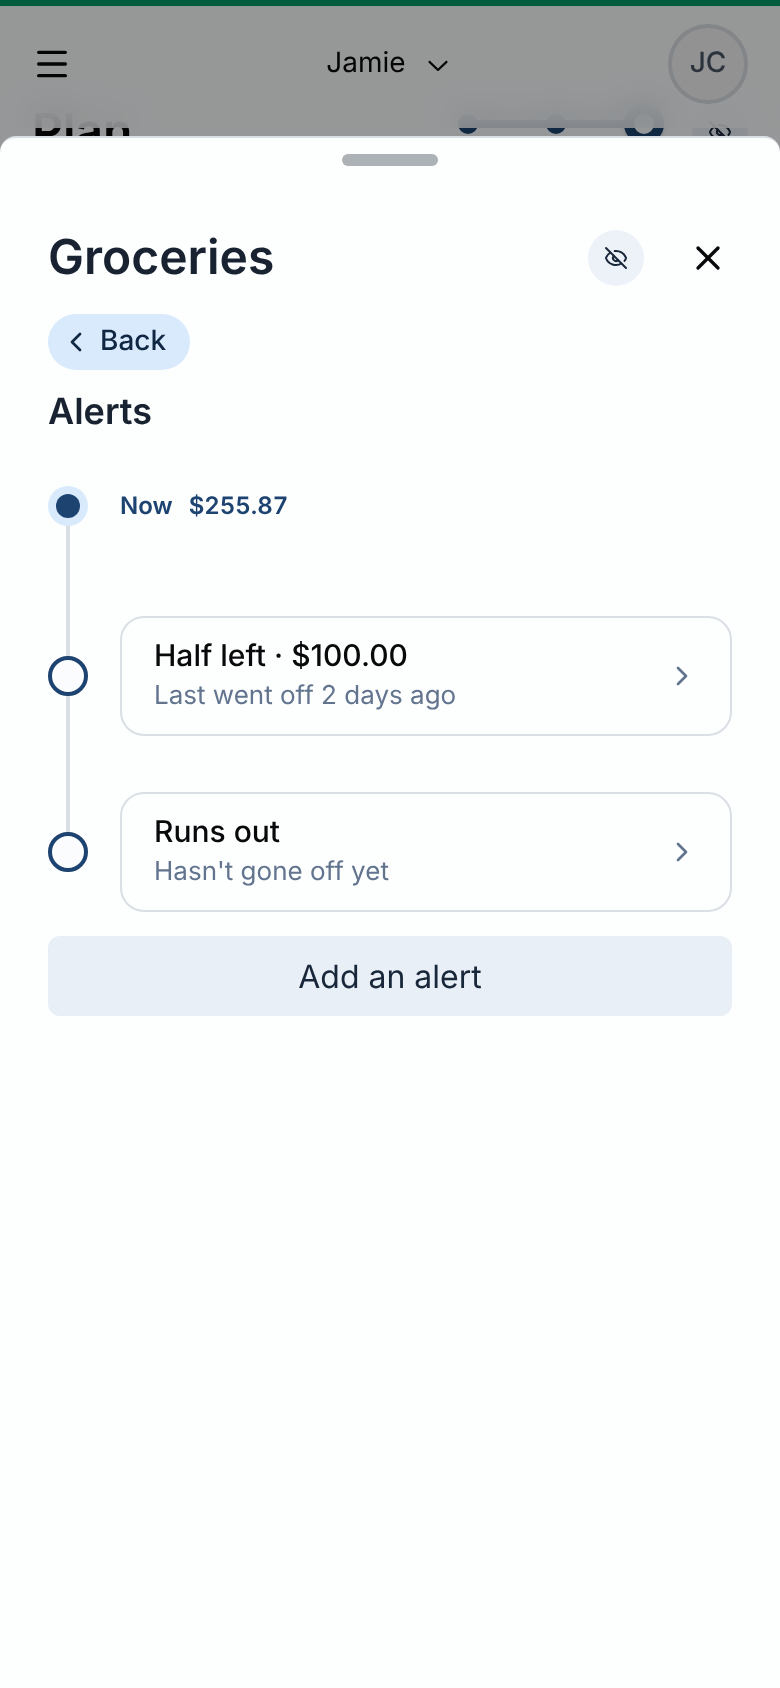 Jamie
JC
Plan
Groceries
Back
Alerts
Now $255.87
Half left · $100.00
Last went off 2 days ago
Runs out
Hasn't gone off yet
Add an alert